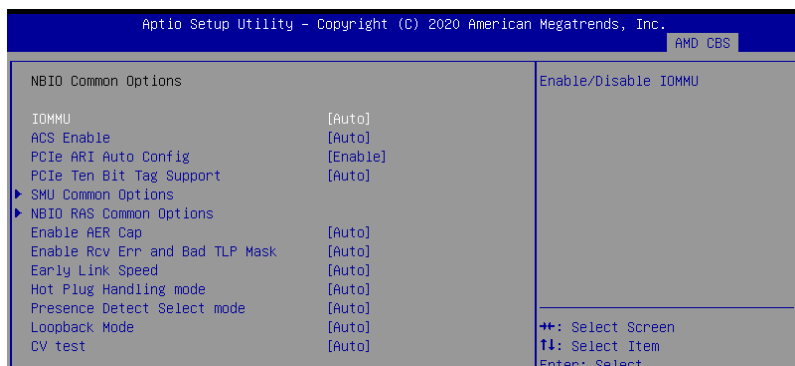 Aptio Setup Utility – Copyright (C) 2020 American Megatrends, Inc.
AMD CBS
NBIO Common Options
Enable/Disable IOMMU
IOMMU [Auto]
ACS Enable [Auto]
PCIe ARI Auto Config [Enable]
PCIe Ten Bit Tag Support [Auto]
SMU Common Options
NBIO RAS Common Options
Enable AER Cap [Auto]
Enable Rcv Err and Bad TLP Mask [Auto]
Early Link Speed [Auto]
Hot Plug Handling mode [Auto]
Presence Detect Select mode [Auto]
Loopback Mode [Auto]
CV test [Auto]
→←: Select Screen
↑↓: Select Item
Enter: Select